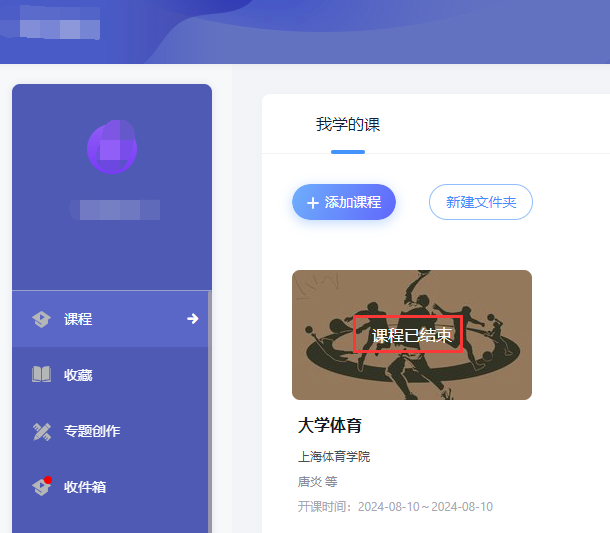 我学的课
添加课程
新建文件夹
课程
收藏
专题创作
收件箱
课程已结束
大学体育
上海体育学院
唐炎 等
开课时间：2024-08-10～2024-08-10